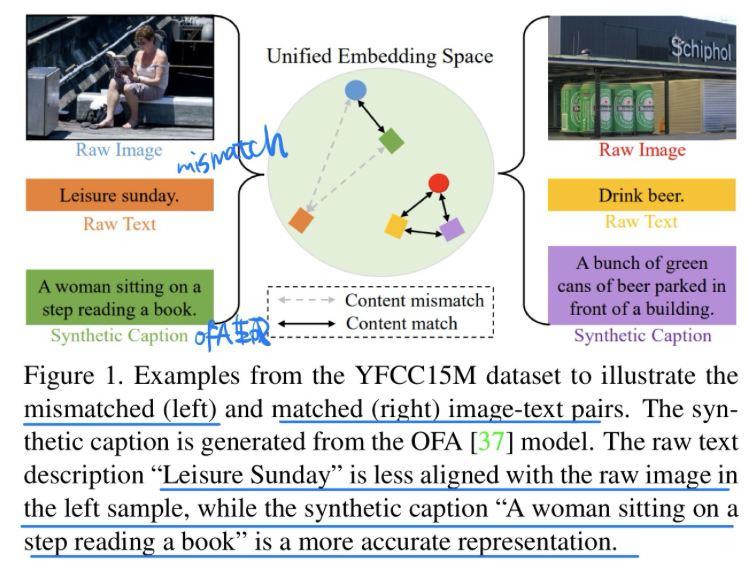 Schiphol
Unified Embedding Space
Raw Image
mismatch
Raw Image
Leisure sunday.
Raw Text
Drink beer.
Raw Text
A woman sitting on a
step reading a book.
Synthetic Caption
OFA生成
A bunch of green
cans of beer parked in
front of a building.
Synthetic Caption
Content mismatch
Content match
Figure 1. Examples from the YFCC15M dataset to illustrate the
mismatched (left) and matched (right) image-text pairs. The syn-
thetic caption is generated from the OFA [37] model. The raw text
description “Leisure Sunday” is less aligned with the raw image in
the left sample, while the synthetic caption “A woman sitting on a
step reading a book” is a more accurate representation.